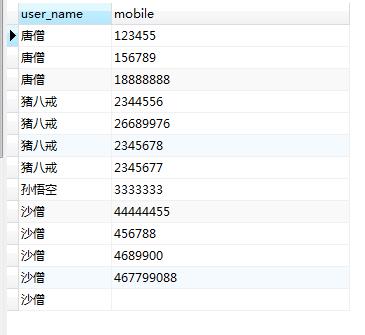 user_name mobile
唐僧 123455
唐僧 156789
唐僧 18888888
猪八戒 2344556
猪八戒 26689976
猪八戒 2345678
猪八戒 2345677
孙悟空 3333333
沙僧 44444455
沙僧 456788
沙僧 4689900
沙僧 467799088
沙僧